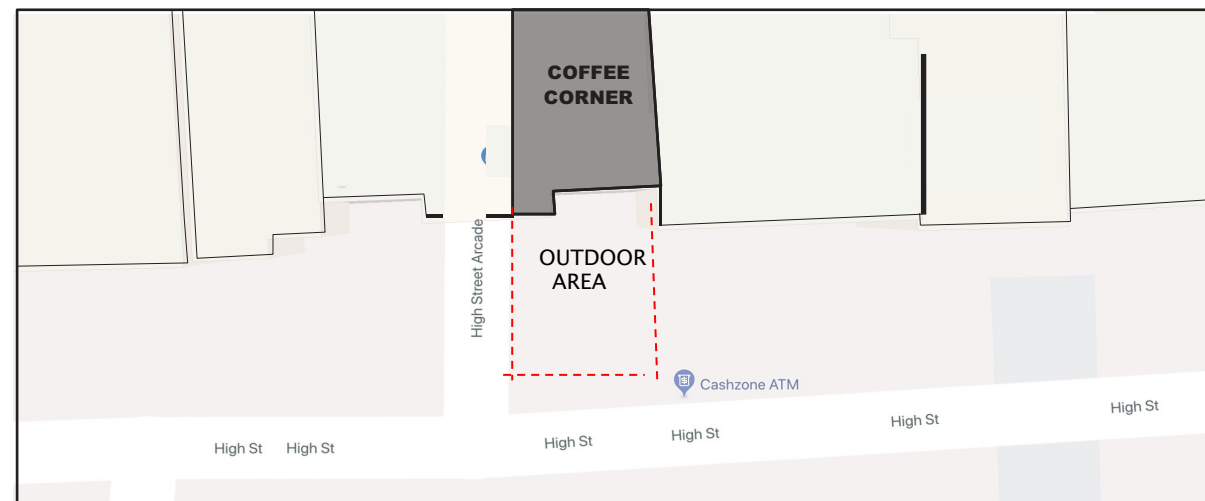 COFFEE
CORNER
High Street Arcade
OUTDOOR
AREA
Cashzone ATM
High St
High St
High St
High St
High St
High St